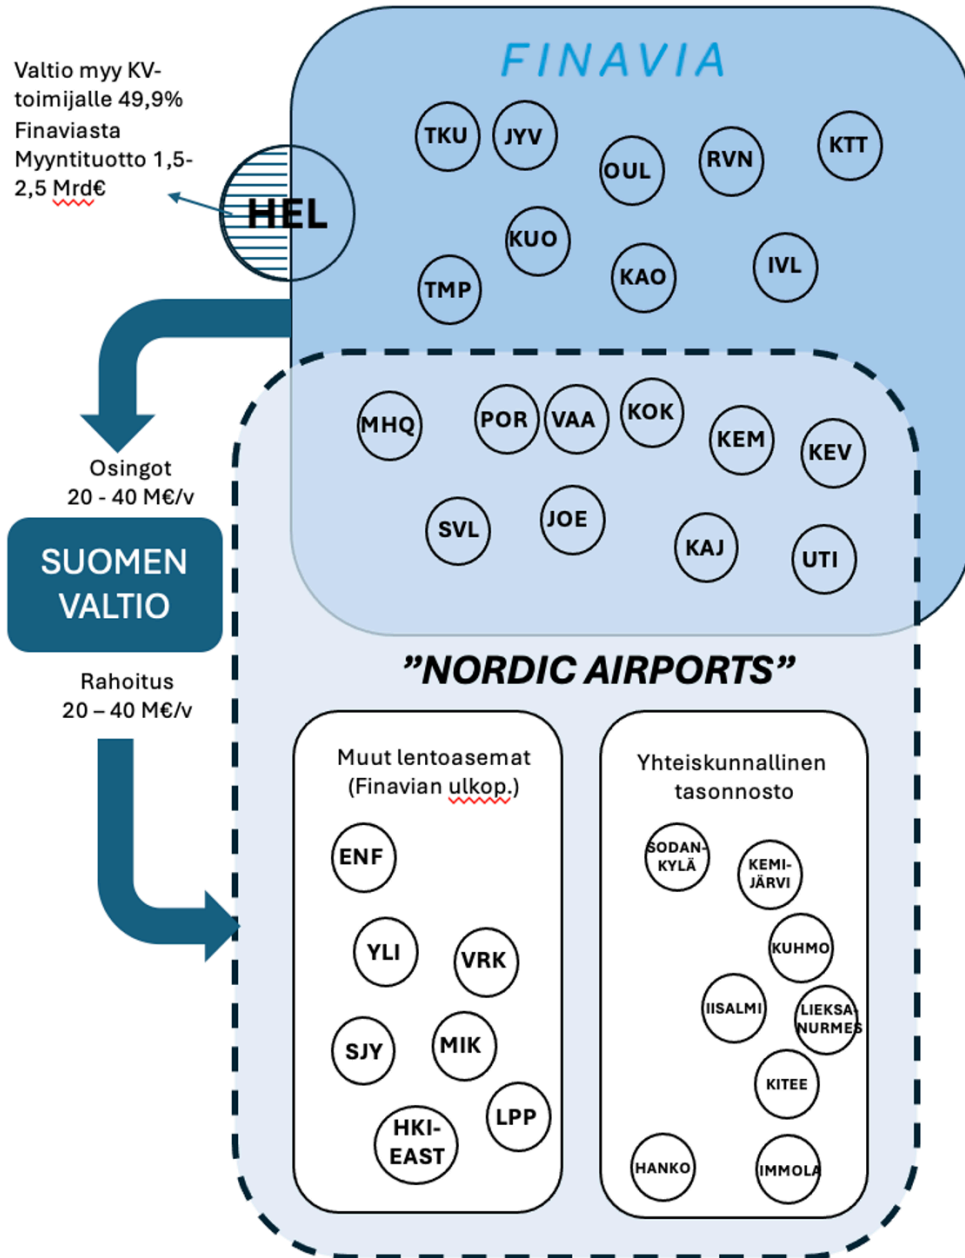 FINAVIA
Valtio myy KV-
toimijalle 49,9%
Finaviasta
Myyntituotto 1,5-
2,5 Mrd€
HEL
TKU
JYV
OUL
RVN
KTT
KUO
KAO
IVL
TMP
MHQ
POR
VAA
KOK
KEM
KEV
SVL
JOE
KAJ
UTI
Osingot
20 - 40 M€/v
SUOMEN
VALTIO
Rahoitus
20 – 40 M€/v
”NORDIC AIRPORTS”
Muut lentoasemat
(Finavian ulkop.)
ENF
YLI
VRK
SJY
MIK
LPP
HKI-
EAST
Yhteiskunnallinen
tasonnosto
SODAN-
KYLÄ
KEMI-
JÄRVI
KUHMO
IISALMI
LIEKSA-
NURMES
KITEE
HANKO
IMMOLA